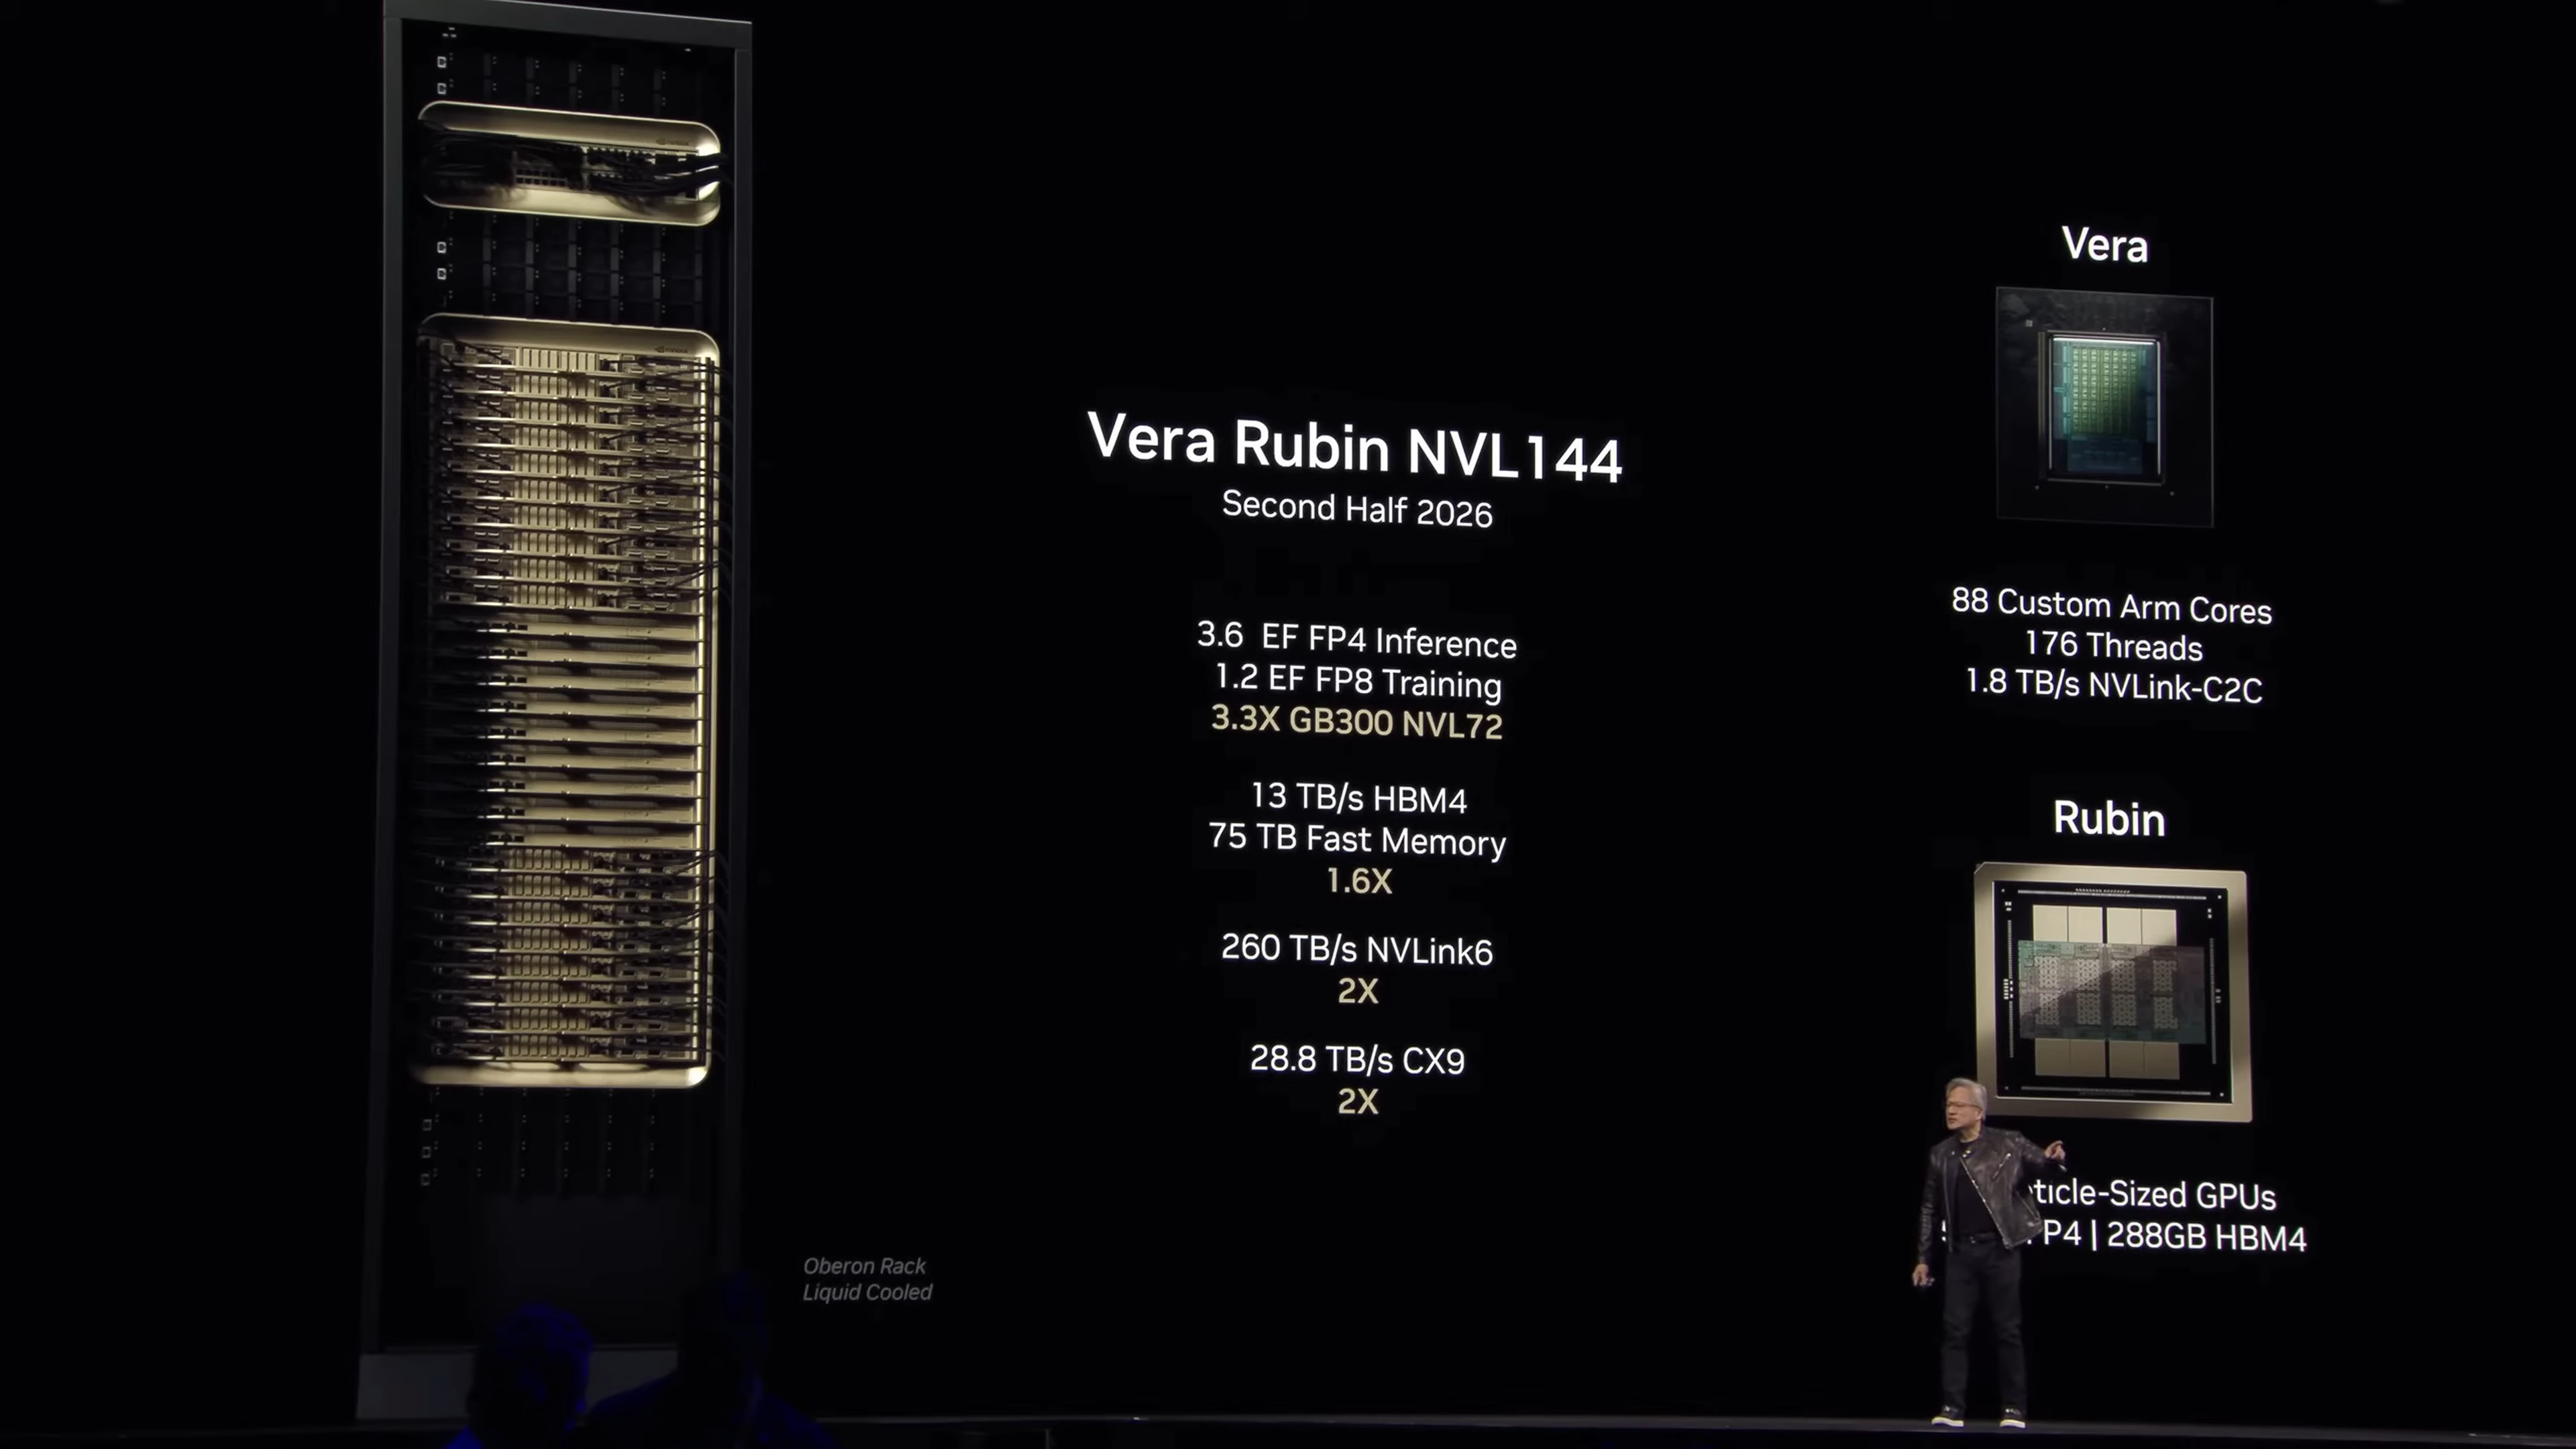 Vera Rubin NVL144
Second Half 2026
3.6 EF FP4 Inference
1.2 EF FP8 Training
3.3X GB300 NVL72
13 TB/s HBM4
75 TB Fast Memory
1.6X
260 TB/s NVLink6
2X
28.8 TB/s CX9
2X
Oberon Rack
Liquid Cooled
Vera
88 Custom Arm Cores
176 Threads
1.8 TB/s NVLink-C2C
Rubin
ticle-Sized GPUs
P4 | 288GB HBM4